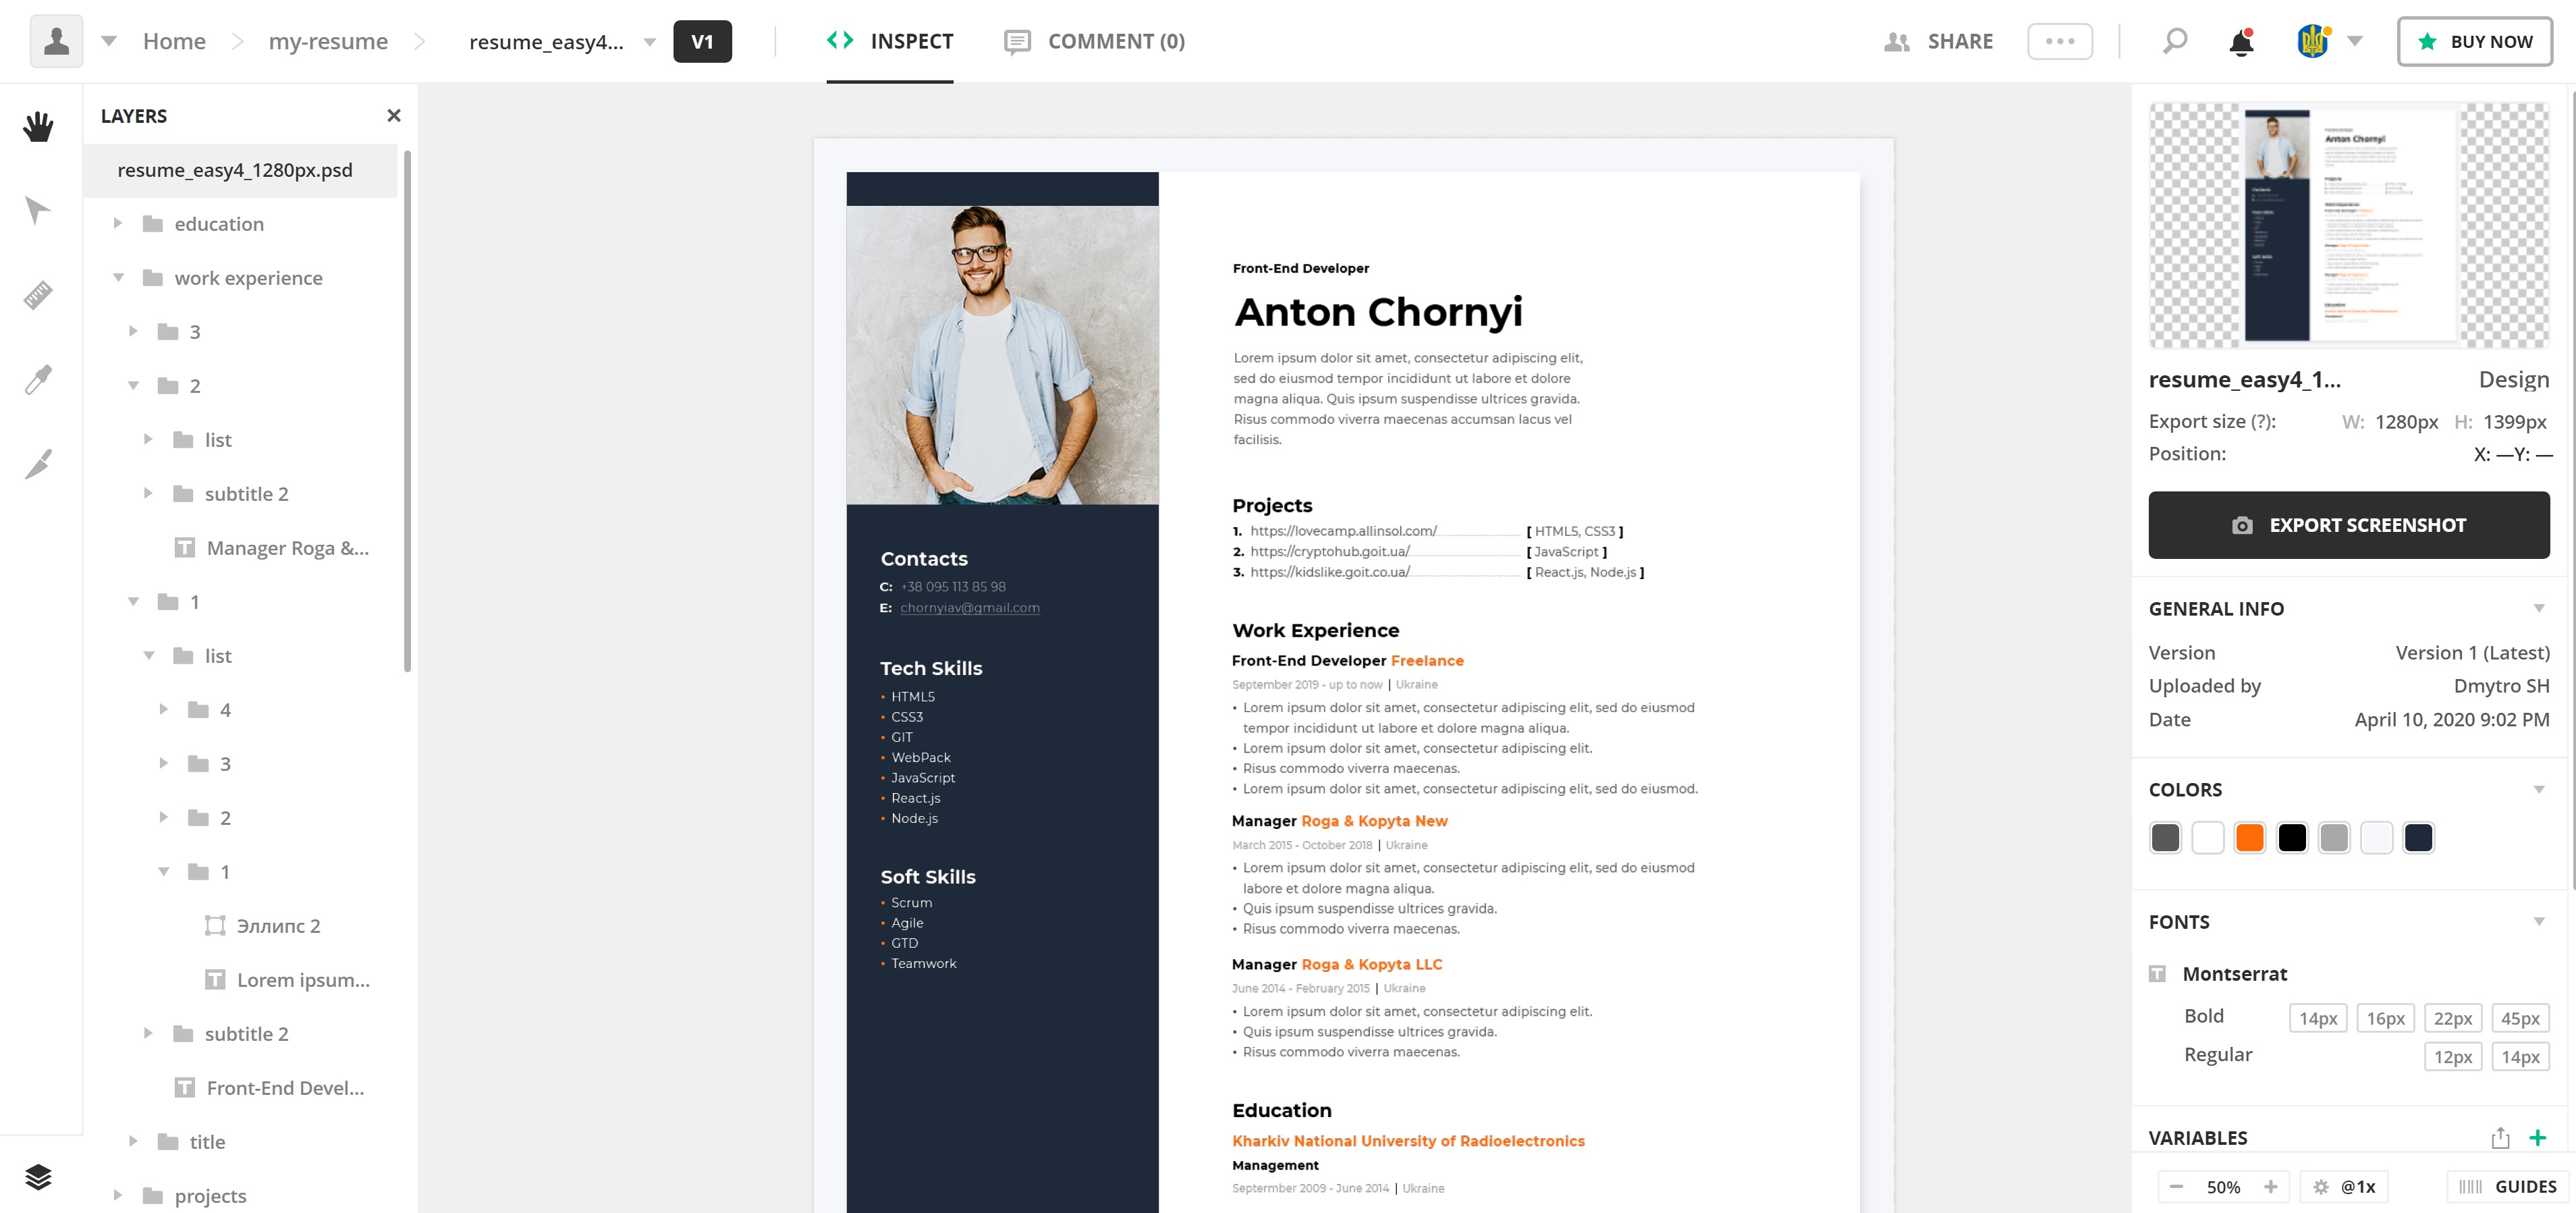 Home
my-resume
resume_easy4...
V1
INSPECT
COMMENT (0)
SHARE
BUY NOW
LAYERS
resume_easy4_1280px.psd
education
work experience
3
2
list
subtitle 2
Manager Roga &...
1
list
4
3
2
1
Эллипс 2
Lorem ipsum...
subtitle 2
Front-End Devel...
title
projects
Contacts
C: +38 095 113 85 98
E: chornyiav@gmail.com
Tech Skills
• HTML5
• CSS3
• GIT
• WebPack
• JavaScript
• React.js
• Node.js
Soft Skills
• Scrum
• Agile
• GTD
• Teamwork
Front-End Developer
Anton Chornyi
Lorem ipsum dolor sit amet, consectetur adipiscing elit,
sed do eiusmod tempor incididunt ut labore et dolore
magna aliqua. Quis ipsum suspendisse ultrices gravida.
Risus commodo viverra maecenas accumsan lacus vel
facilisis.
Projects
1. https://lovecamp.allinsol.com/ [ HTML5, CSS3 ]
2. https://cryptohub.goit.ua/ [ JavaScript ]
3. https://kidslike.goit.co.ua/ [ React.js, Node.js ]
Work Experience
Front-End Developer Freelance
September 2019 - up to now | Ukraine
• Lorem ipsum dolor sit amet, consectetur adipiscing elit, sed do eiusmod
tempor incididunt ut labore et dolore magna aliqua.
• Lorem ipsum dolor sit amet, consectetur adipiscing elit.
• Risus commodo viverra maecenas.
• Lorem ipsum dolor sit amet, consectetur adipiscing elit, sed do eiusmod.
Manager Roga & Kopyta New
March 2015 - October 2018 | Ukraine
• Lorem ipsum dolor sit amet, consectetur adipiscing elit, sed do eiusmod
labore et dolore magna aliqua.
• Quis ipsum suspendisse ultrices gravida.
• Risus commodo viverra maecenas.
Manager Roga & Kopyta LLC
June 2014 - February 2015 | Ukraine
• Lorem ipsum dolor sit amet, consectetur adipiscing elit.
• Quis ipsum suspendisse ultrices gravida.
• Risus commodo viverra maecenas.
Education
Kharkiv National University of Radioelectronics
Management
Septermber 2009 - June 2014 | Ukraine
Anton Chornyi
resume_easy4_1... Design
Export size (?): W: 1280px H: 1399px
Position: X: —Y: —
EXPORT SCREENSHOT
GENERAL INFO
Version Version 1 (Latest)
Uploaded by Dmytro SH
Date April 10, 2020 9:02 PM
COLORS
FONTS
Montserrat
Bold 14px 16px 22px 45px
Regular 12px 14px
VARIABLES
50%
@1x
GUIDES